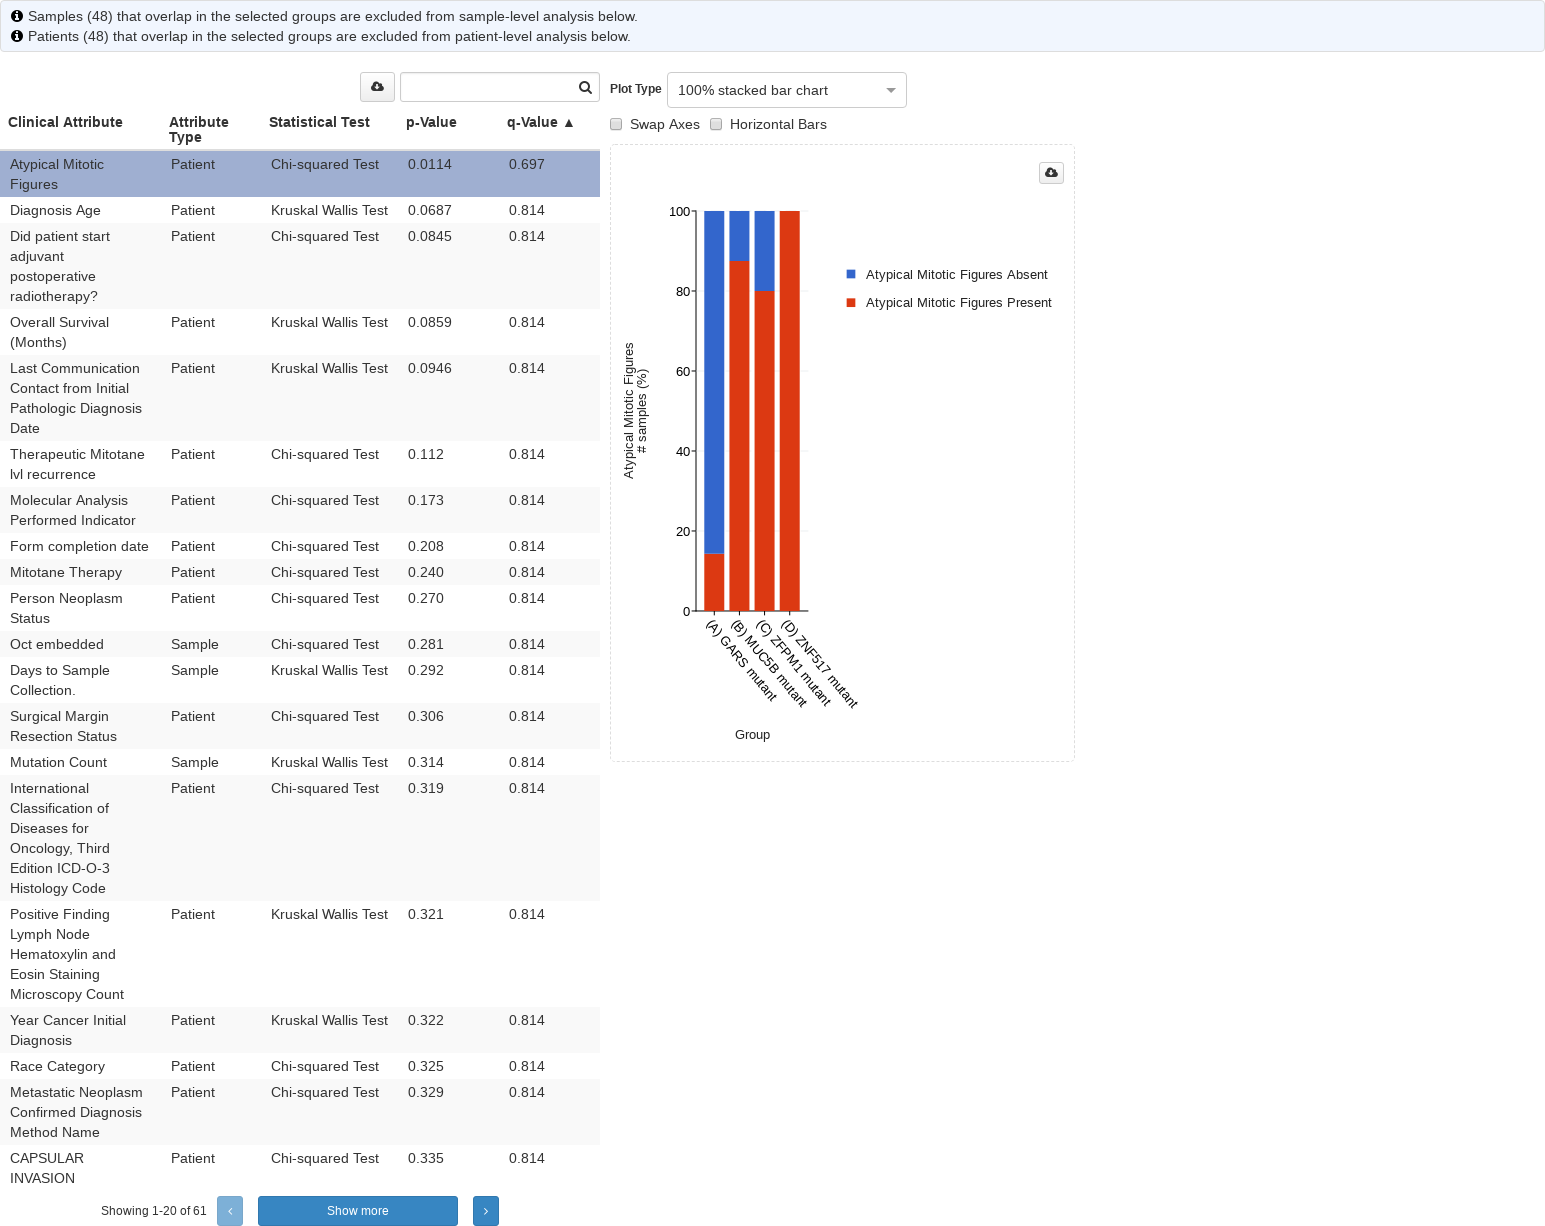 Samples (48) that overlap in the selected groups are excluded from sample-level analysis below.
Patients (48) that overlap in the selected groups are excluded from patient-level analysis below.
Clinical Attribute Attribute Type Statistical Test p-Value q-Value ▲
Atypical Mitotic Figures Patient Chi-squared Test 0.0114 0.697
Diagnosis Age Patient Kruskal Wallis Test 0.0687 0.814
Did patient start adjuvant postoperative radiotherapy? Patient Chi-squared Test 0.0845 0.814
Overall Survival (Months) Patient Kruskal Wallis Test 0.0859 0.814
Last Communication Contact from Initial Pathologic Diagnosis Date Patient Kruskal Wallis Test 0.0946 0.814
Therapeutic Mitotane lvl recurrence Patient Chi-squared Test 0.112 0.814
Molecular Analysis Performed Indicator Patient Chi-squared Test 0.173 0.814
Form completion date Patient Chi-squared Test 0.208 0.814
Mitotane Therapy Patient Chi-squared Test 0.240 0.814
Person Neoplasm Status Patient Chi-squared Test 0.270 0.814
Oct embedded Sample Chi-squared Test 0.281 0.814
Days to Sample Collection. Sample Kruskal Wallis Test 0.292 0.814
Surgical Margin Resection Status Patient Chi-squared Test 0.306 0.814
Mutation Count Sample Kruskal Wallis Test 0.314 0.814
International Classification of Diseases for Oncology, Third Edition ICD-O-3 Histology Code Patient Chi-squared Test 0.319 0.814
Positive Finding Lymph Node Hematoxylin and Eosin Staining Microscopy Count Patient Kruskal Wallis Test 0.321 0.814
Year Cancer Initial Diagnosis Patient Kruskal Wallis Test 0.322 0.814
Race Category Patient Chi-squared Test 0.325 0.814
Metastatic Neoplasm Confirmed Diagnosis Method Name Patient Chi-squared Test 0.329 0.814
CAPSULAR INVASION Patient Chi-squared Test 0.335 0.814
Showing 1-20 of 61 ‹ Show more ›
Plot Type 100% stacked bar chart
Swap Axes Horizontal Bars
100
80
60
40
20
0
Atypical Mitotic Figures
# samples (%)
Atypical Mitotic Figures Absent
Atypical Mitotic Figures Present
(A) GARS mutant
(B) MUC5B mutant
(C) ZFPM1 mutant
(D) ZNF517 mutant
Group